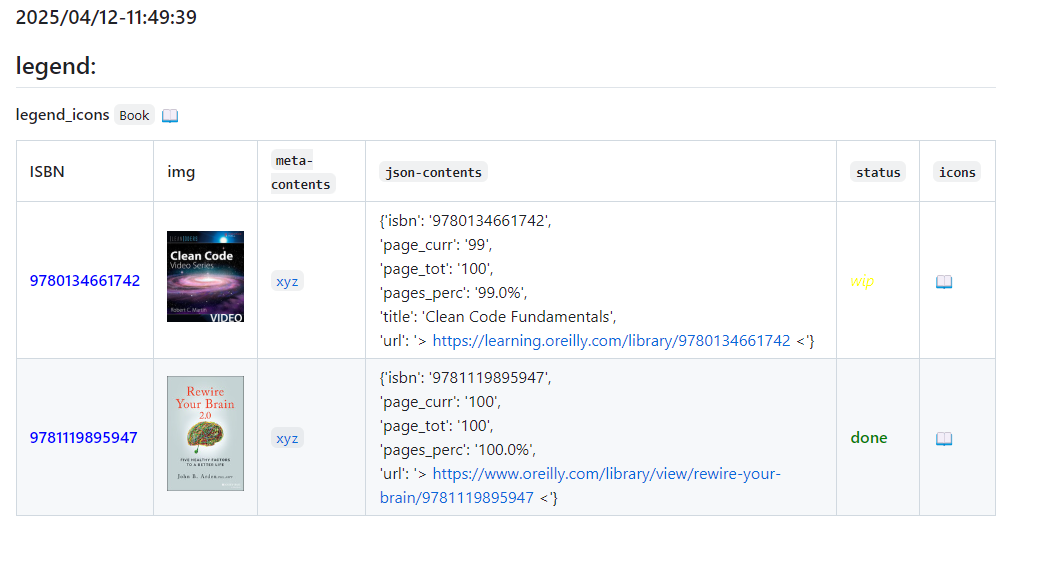 2025/04/12-11:49:39
legend:
legend_icons Book
ISBN img meta-contents json-contents status icons
9780134661742
Clean Code
Video Series
Robert C. Martin
VIDEO
xyz
{'isbn': '9780134661742',
'page_curr': '99',
'page_tot': '100',
'pages_perc': '99.0%',
'title': 'Clean Code Fundamentals',
'url': '> https://learning.oreilly.com/library/9780134661742 <'}
wip
9781119895947
Rewire
Your Brain
2.0
FIVE HEALTHY FACTORS
TO A BETTER LIFE
John B. Arden
xyz
{'isbn': '9781119895947',
'page_curr': '100',
'page_tot': '100',
'pages_perc': '100.0%',
'url': '> https://www.oreilly.com/library/view/rewire-your-
brain/9781119895947 <'}
done